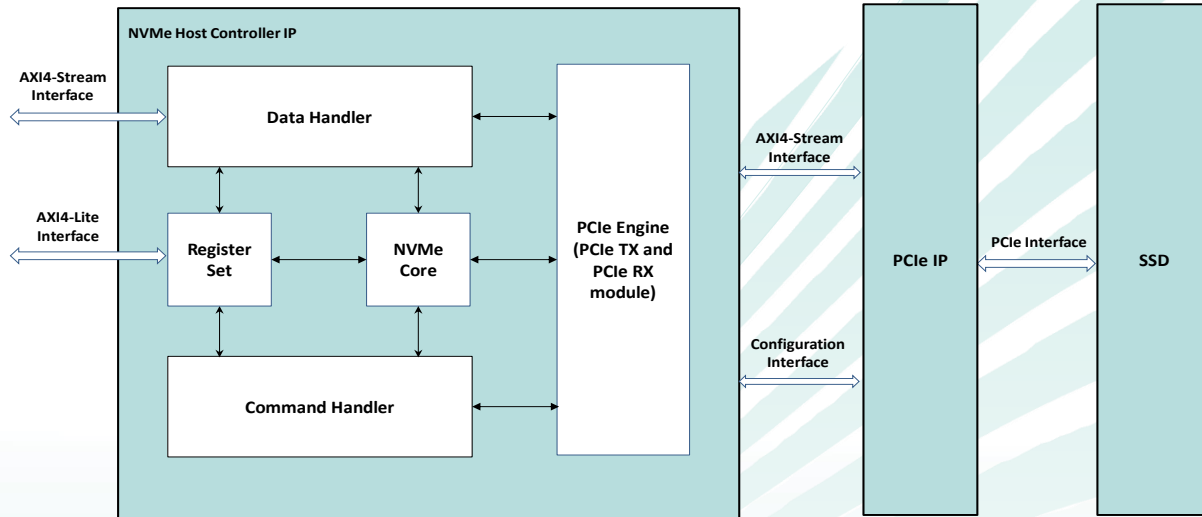 NVMe Host Controller IP
AXI4-Stream
Interface
Data Handler
AXI4-Lite
Interface
Register
Set
NVMe
Core
PCIe Engine
(PCIe TX and
PCIe RX
module)
Command Handler
AXI4-Stream
Interface
Configuration
Interface
PCIe IP
PCIe Interface
SSD